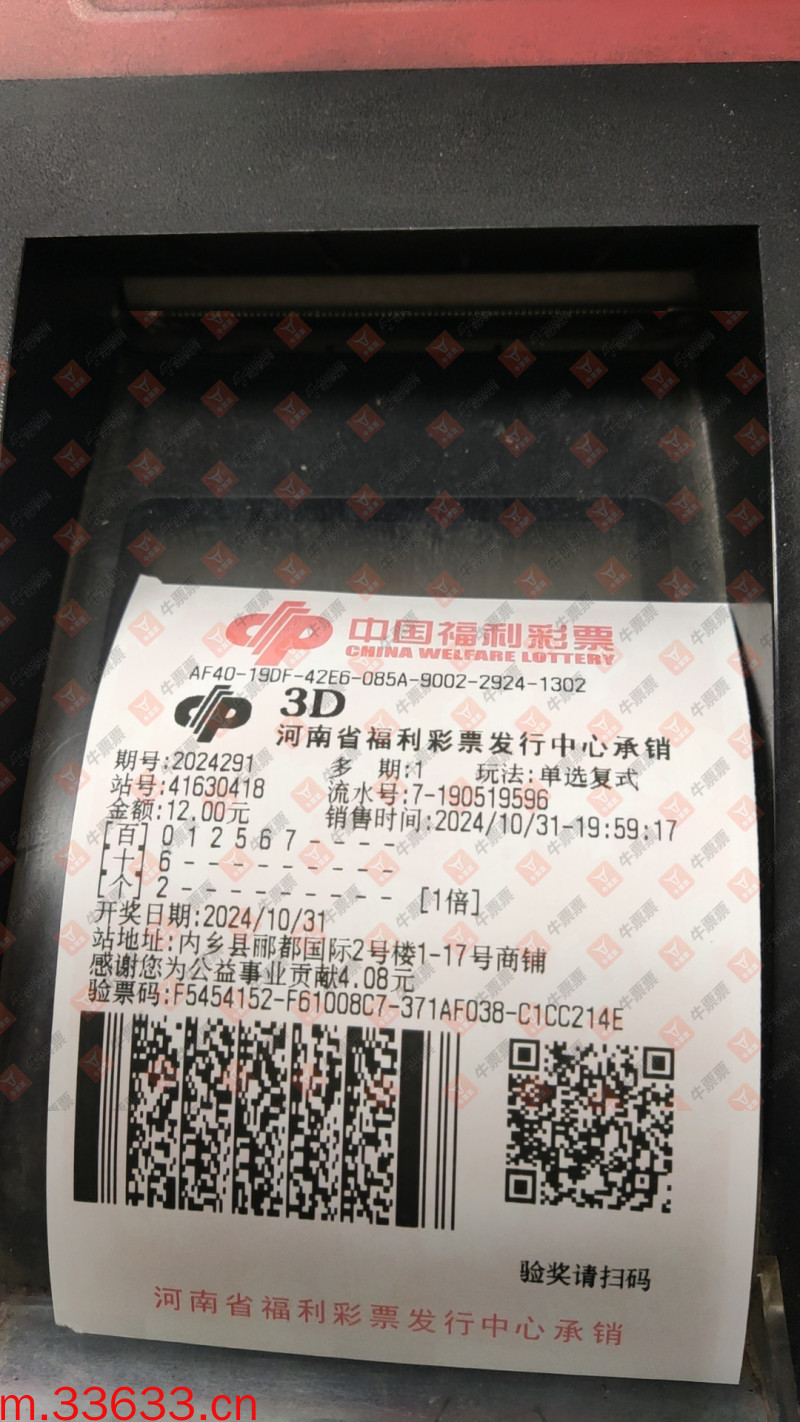 中国福利彩票
CHINA WELFARE LOTTERY
AF40-19DF-42E6-085A-9002-2924-1302
3D
河南省福利彩票发行中心承销
期号:2024291 多 期:1 玩法:单选复式
站号:41630418 流水号:7-190519596
金额:12.00元 销售时间:2024/10/31-19:59:17
[百] 0 1 2 5 6 7 - - - -
[十] 6 - - - - - - - - -
[个] 2 - - - - - - - - - [1倍]
开奖日期:2024/10/31
站地址:内乡县郦都国际2号楼1-17号商铺
感谢您为公益事业贡献4.08元
验票码:F5454152-F61008C7-371AF038-C1CC214E
验奖请扫码
河南省福利彩票发行中心承销
牛票票
m.33633.cn